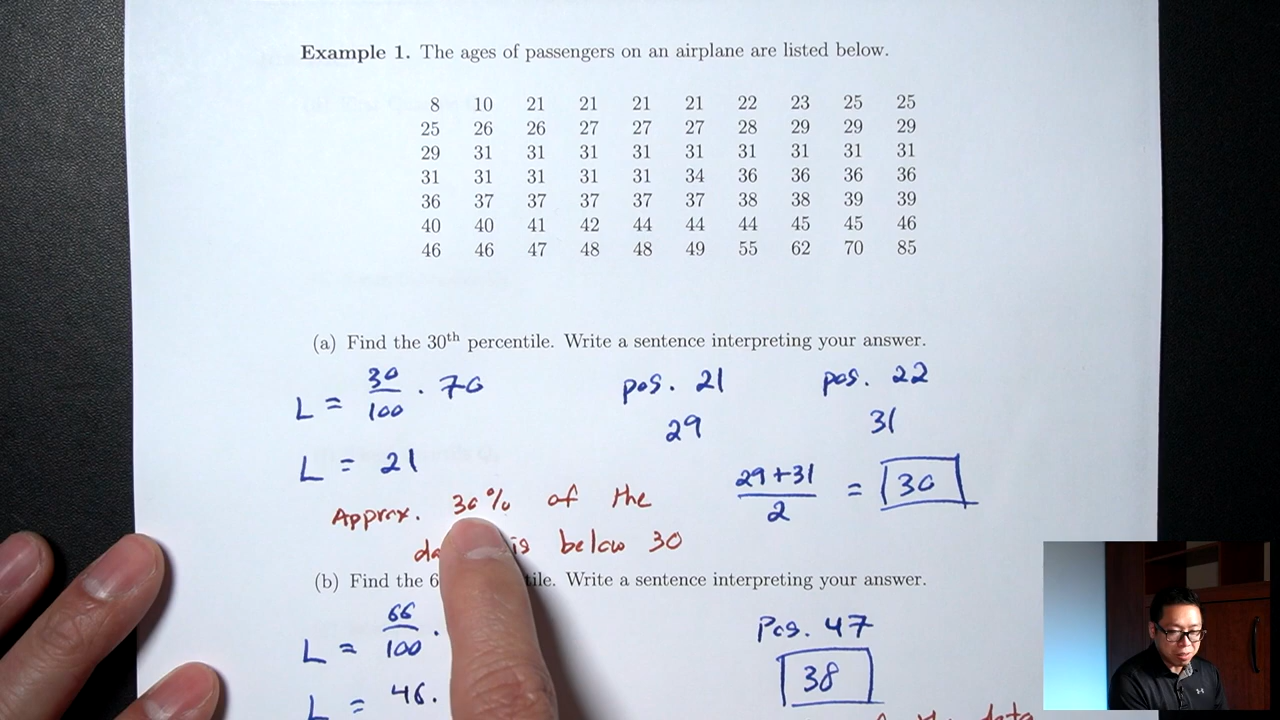 Example 1. The ages of passengers on an airplane are listed below.
8 10 21 21 21 21 22 23 25 25
25 26 26 27 27 27 28 29 29 29
29 31 31 31 31 31 31 31 31 31
31 31 31 31 31 34 36 36 36 36
36 37 37 37 37 37 38 38 39 39
40 40 41 42 44 44 44 45 45 46
46 46 47 48 48 49 55 62 70 85
(a) Find the 30th percentile. Write a sentence interpreting your answer.
L = 30/100 · 70 pos. 21 pos. 22
29 31
L = 21 29+31/2 = 30
Approx. 30% of the
is below 30
(b) Find the 6 Write a sentence interpreting your answer.
L = 66/100 · Pos. 47
L = 46. 38
the data